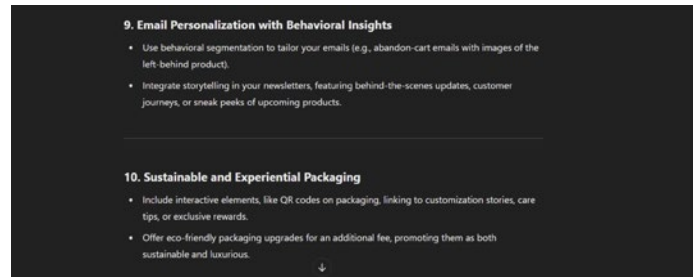 9. Email Personalization with Behavioral Insights
• Use behavioral segmentation to tailor your emails (e.g., abandon-cart emails with images of the
left-behind product).
• Integrate storytelling in your newsletters, featuring behind-the-scenes updates, customer
journeys, or sneak peeks of upcoming products.
10. Sustainable and Experiential Packaging
• Include interactive elements, like QR codes on packaging, linking to customization stories, care
tips, or exclusive rewards.
• Offer eco-friendly packaging upgrades for an additional fee, promoting them as both
sustainable and luxurious.